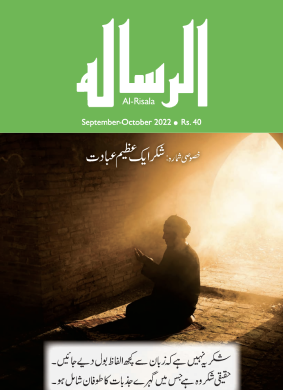 الرسالہ
Al-Risala
September-October 2022 ● Rs. 40
خصوصی شمارہ: شکر ایک عظیم عبادت
شکر یہ نہیں ہے کہ زبان سے کچھ الفاظ بول دیے جائیں۔
حقیقی شکر وہ ہے جس میں گہرے جذبات کا طوفان شامل ہو۔